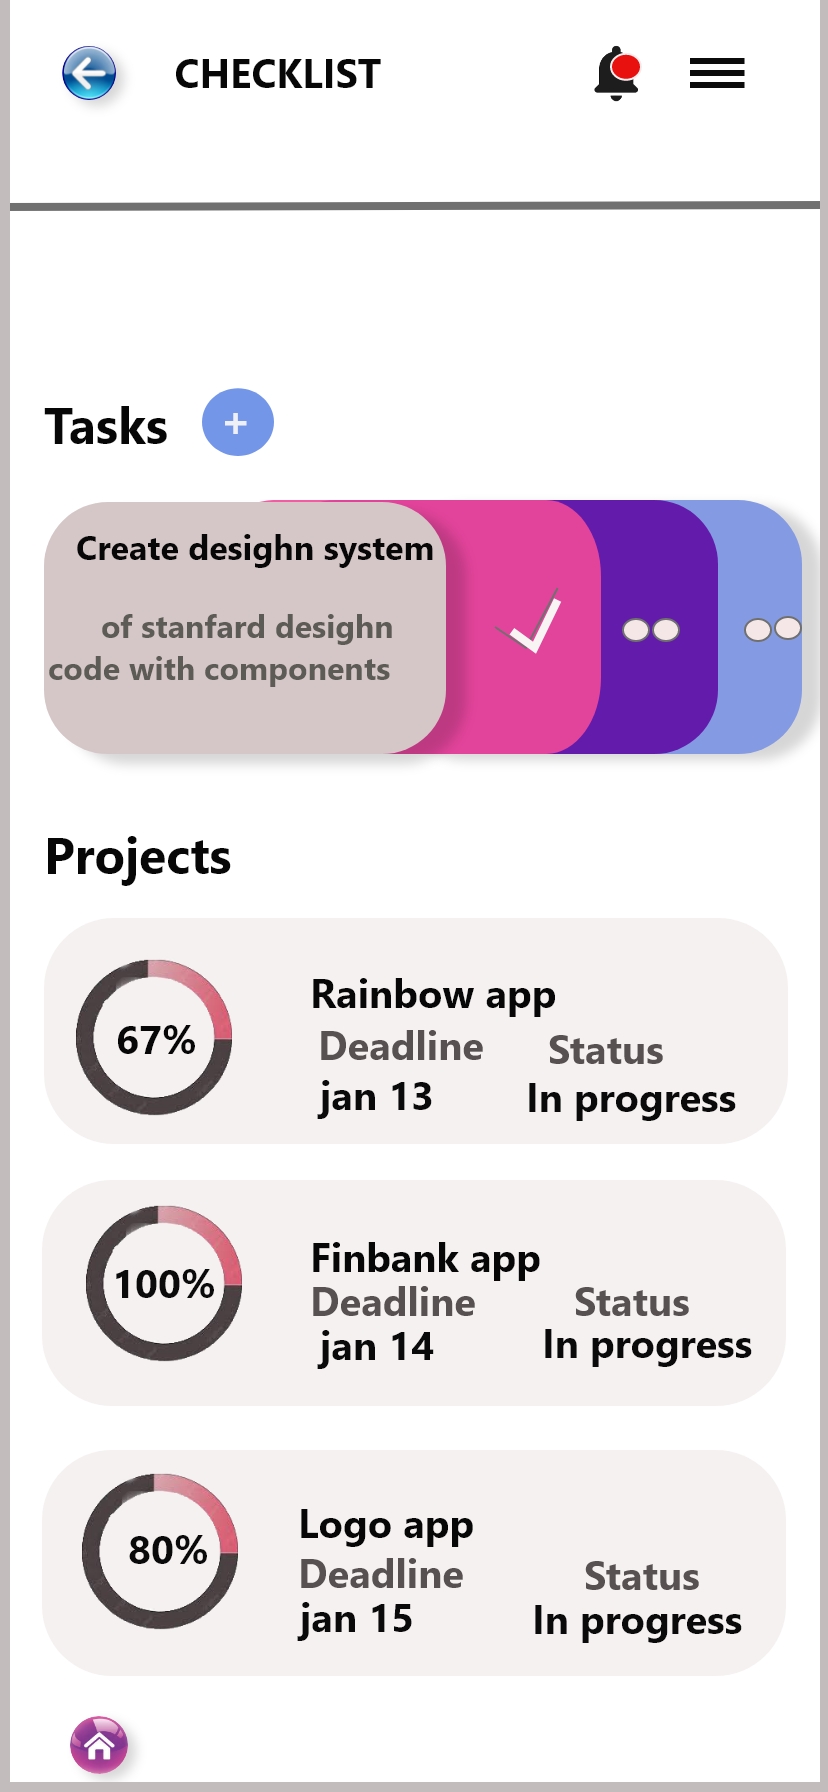 CHECKLIST
Tasks +
Create desighn system
of stanfard desighn
code with components
Projects
67%
Rainbow app
Deadline Status
jan 13 In progress
100%
Finbank app
Deadline Status
jan 14 In progress
80%
Logo app
Deadline Status
jan 15 In progress